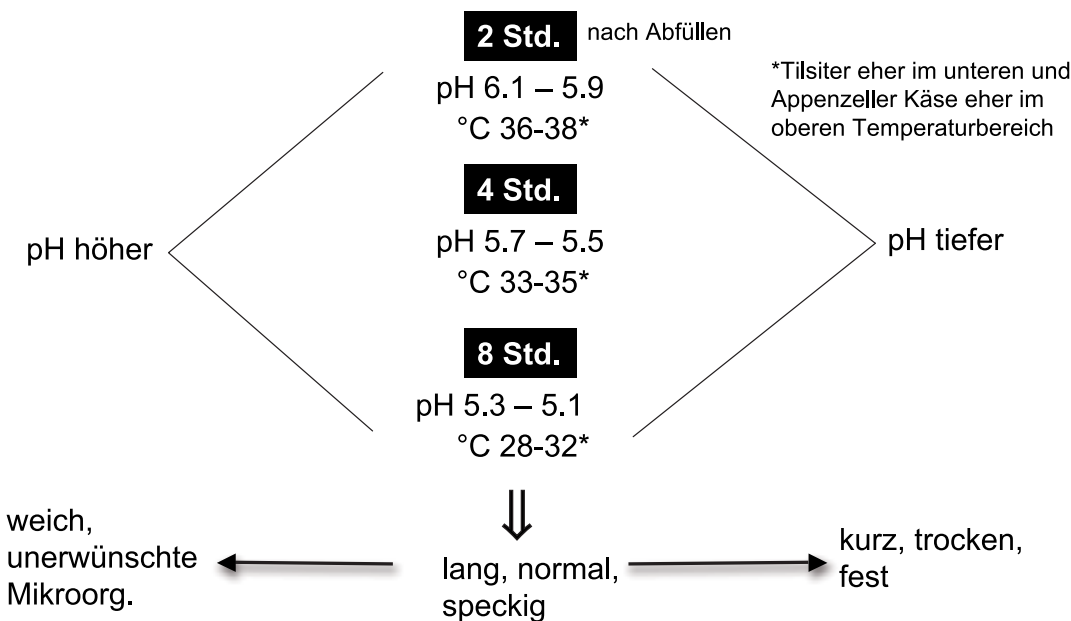 2 Std. nach Abfüllen
pH 6.1 – 5.9
°C 36-38*
*Tilsiter eher im unteren und
Appenzeller Käse eher im
oberen Temperaturbereich
4 Std.
pH höher
pH 5.7 – 5.5
°C 33-35*
pH tiefer
8 Std.
pH 5.3 – 5.1
°C 28-32*
weich,
unerwünschte
Mikroorg.
lang, normal,
speckig
kurz, trocken,
fest